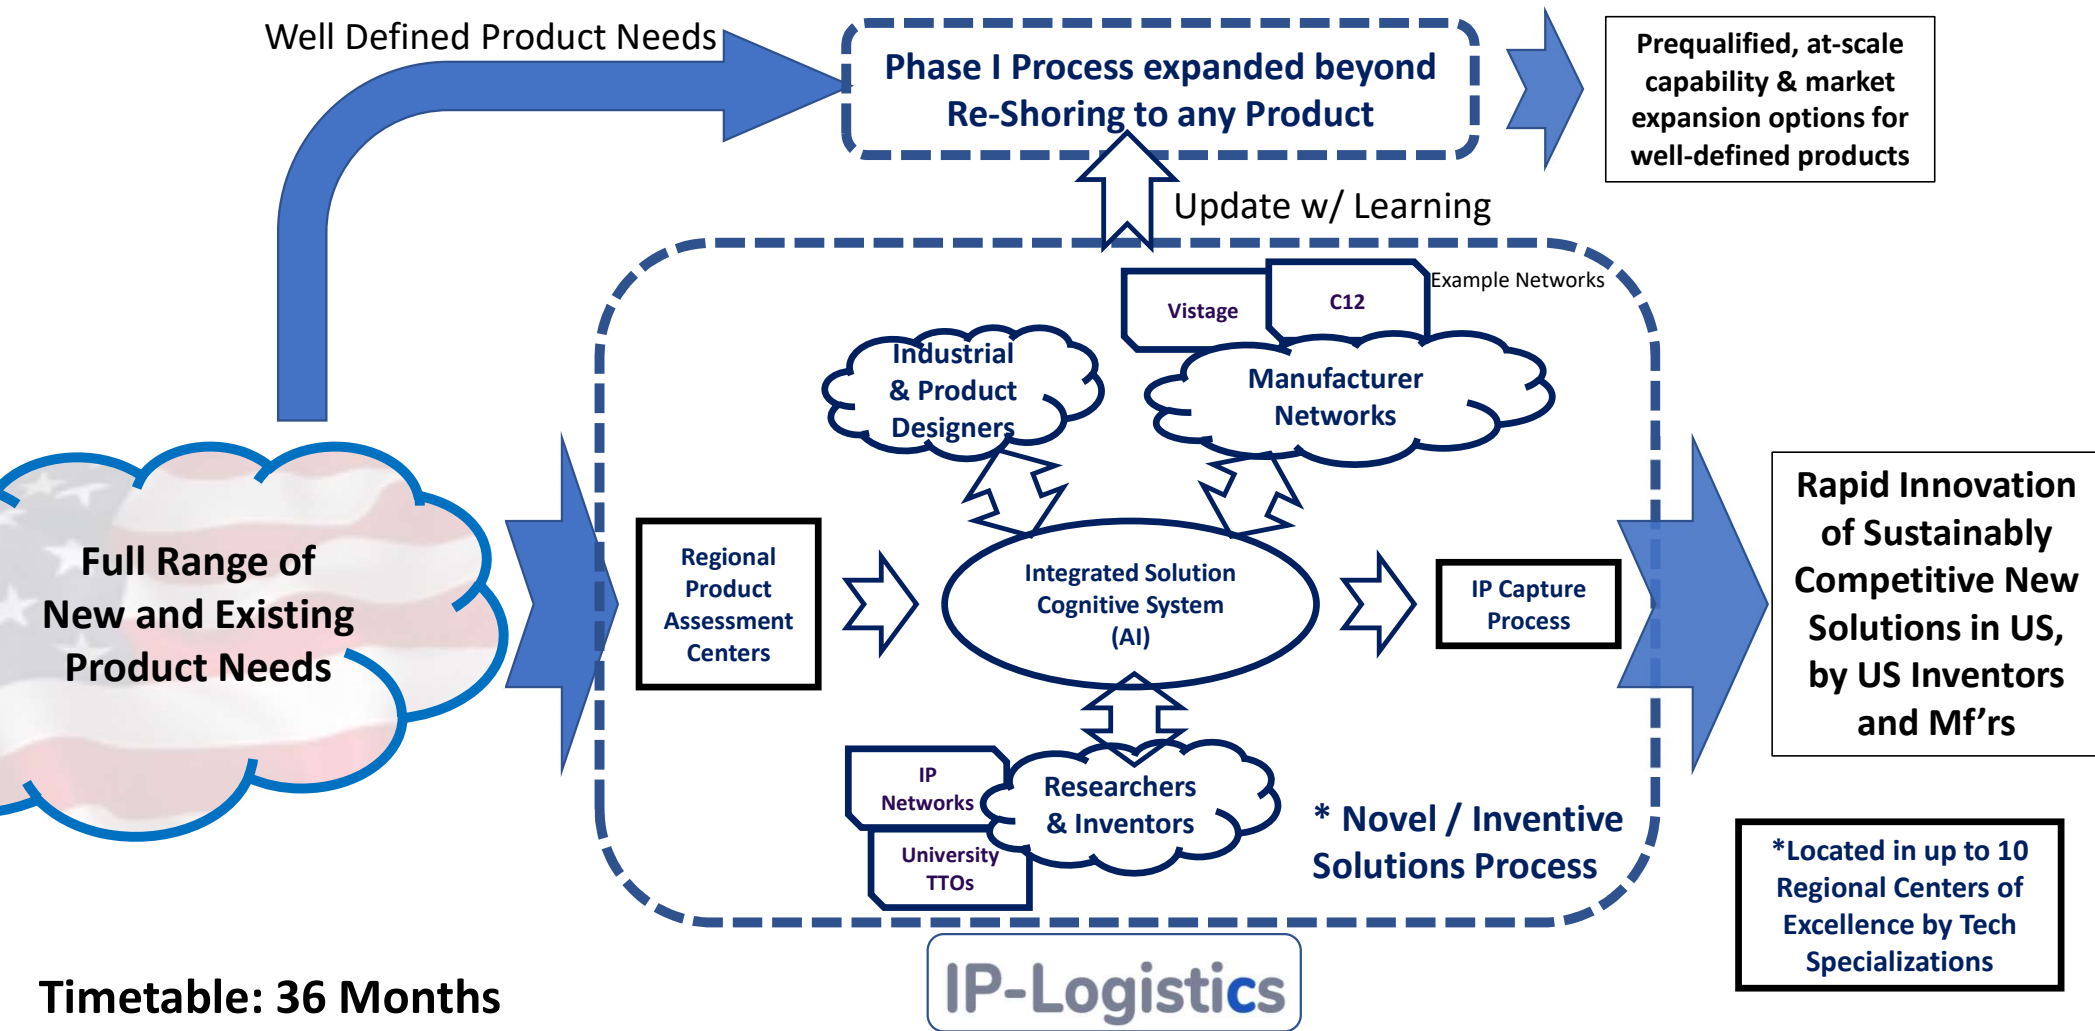 Well Defined Product Needs
Phase I Process expanded beyond
Re-Shoring to any Product
Prequalified, at-scale
capability & market
expansion options for
well-defined products
Update w/ Learning
Example Networks
Vistage
C12
Industrial
& Product
Designers
Manufacturer
Networks
Full Range of
New and Existing
Product Needs
Regional
Product
Assessment
Centers
Integrated Solution
Cognitive System
(AI)
IP Capture
Process
Rapid Innovation
of Sustainably
Competitive New
Solutions in US,
by US Inventors
and Mf’rs
IP
Networks
University
TTOs
Researchers
& Inventors
* Novel / Inventive
Solutions Process
*Located in up to 10
Regional Centers of
Excellence by Tech
Specializations
Timetable: 36 Months
IP-Logistics